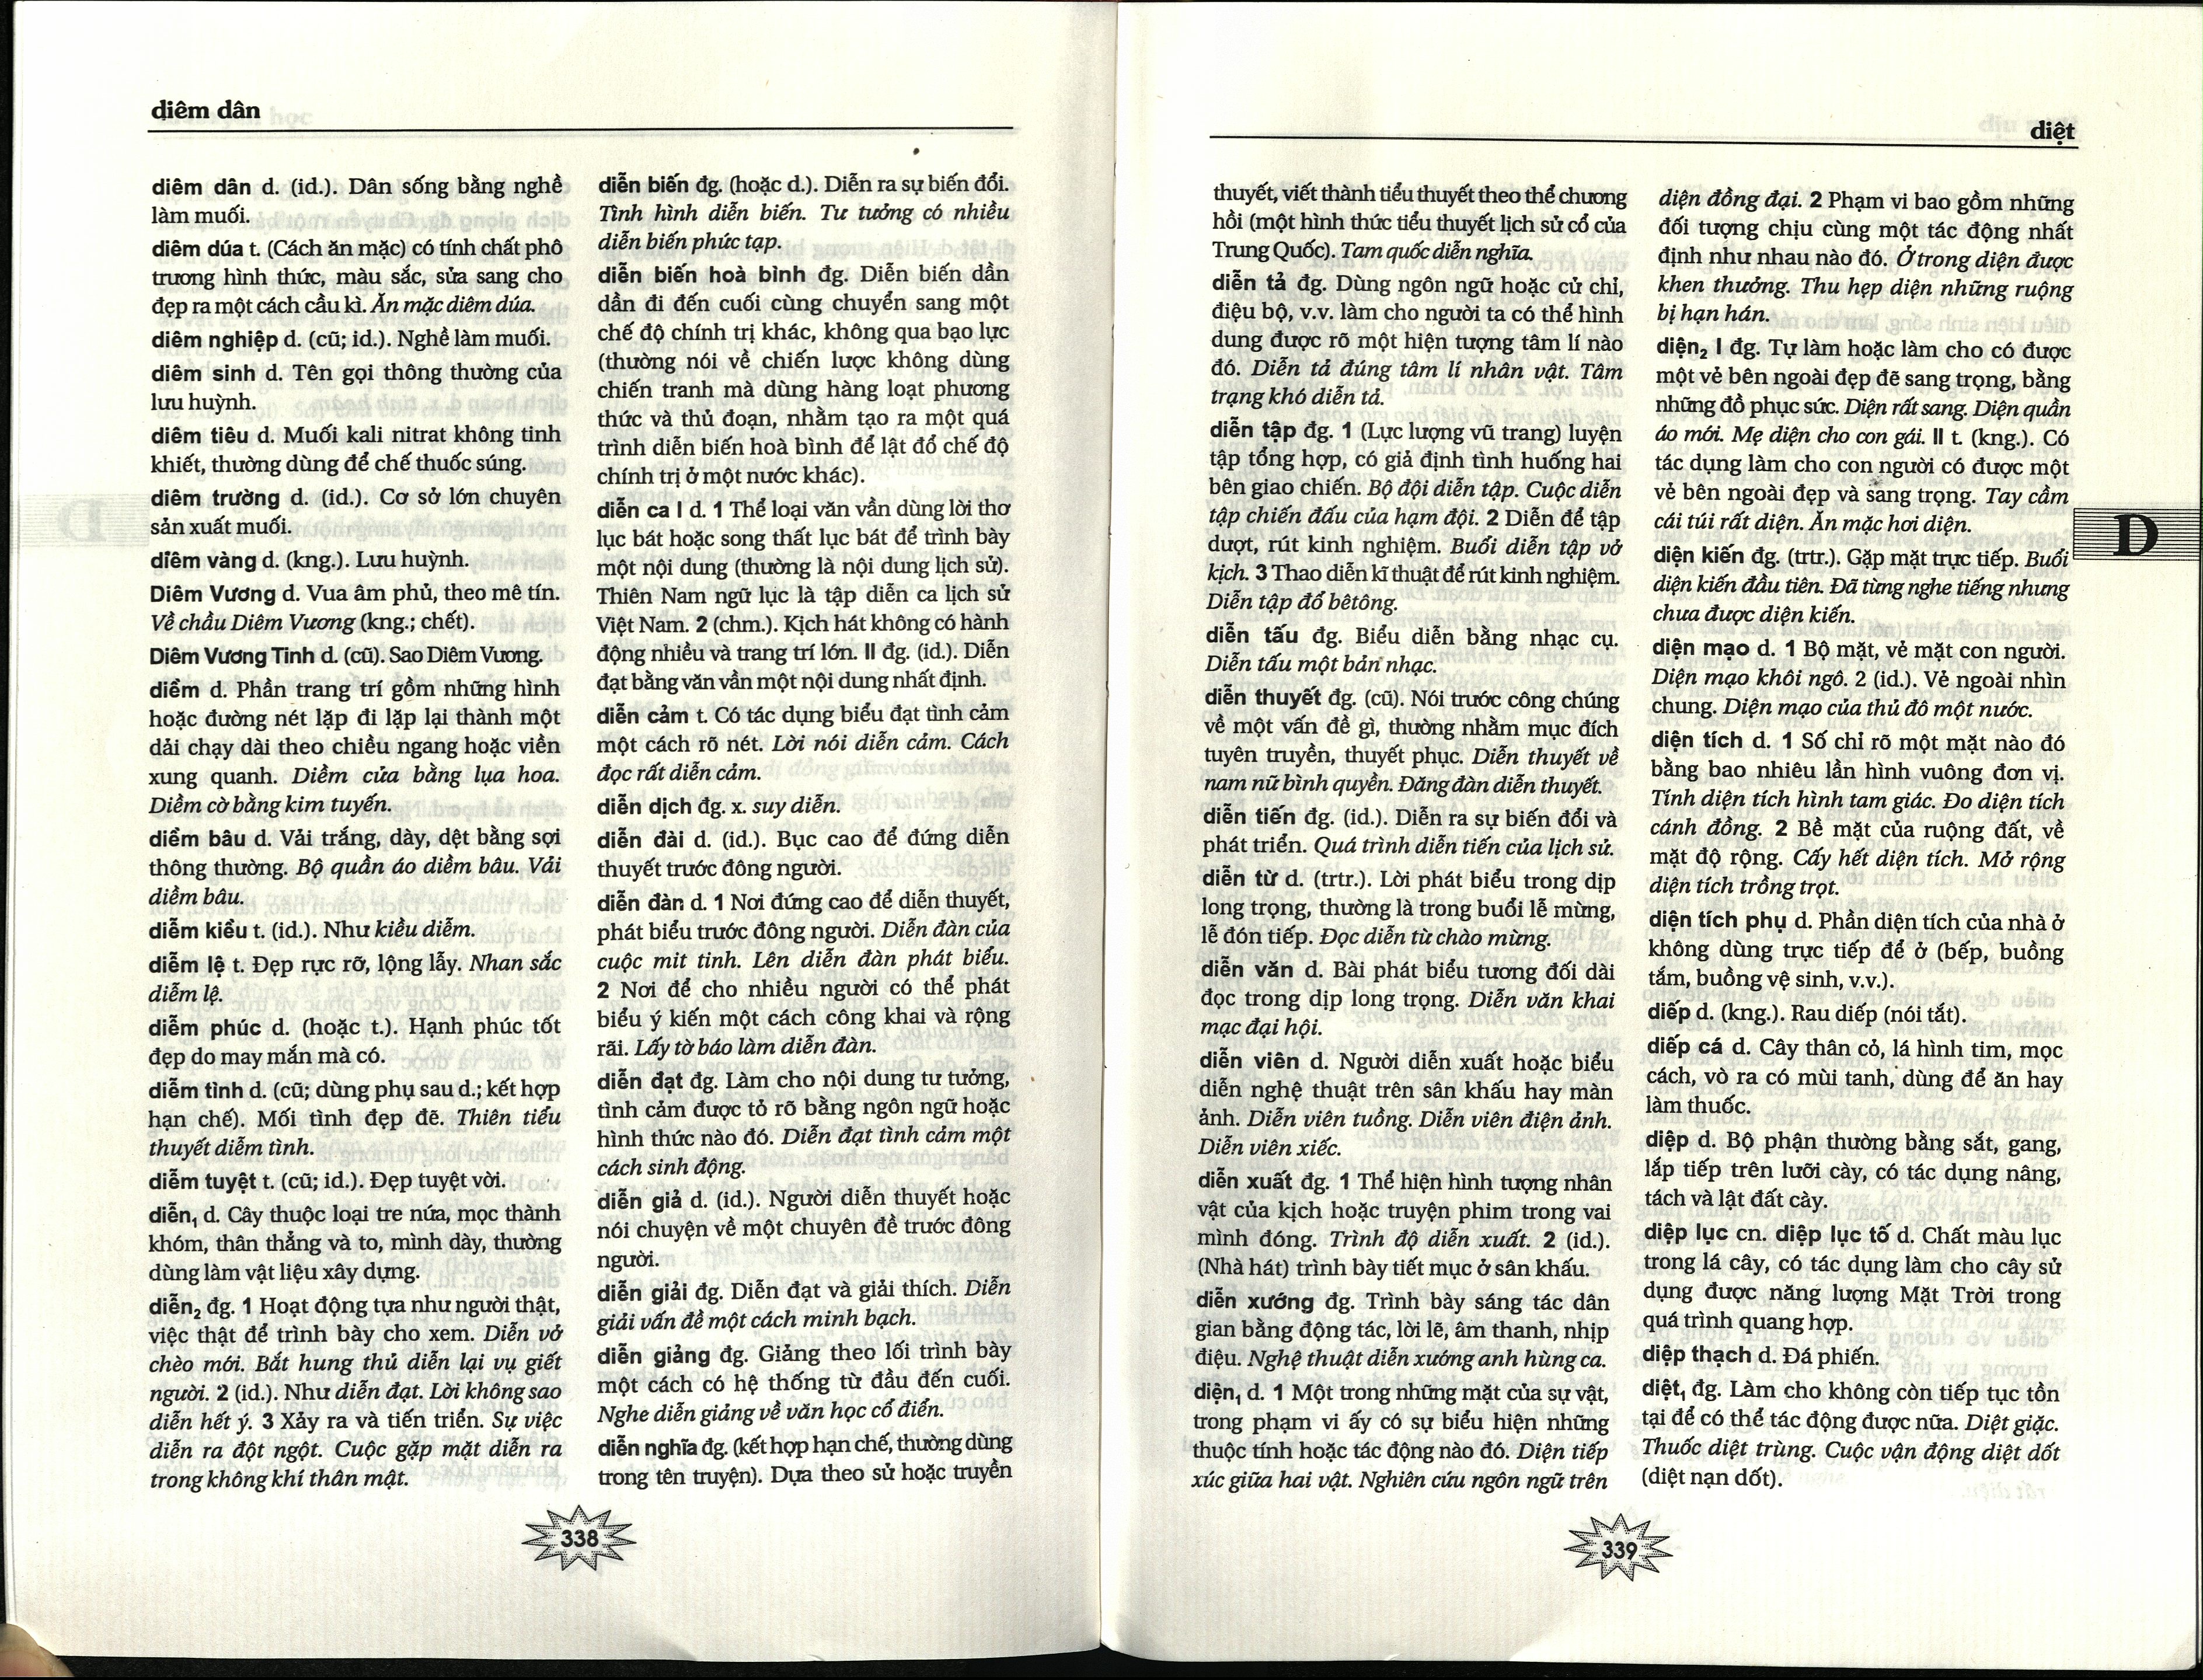 diêm dân
diêm dân d. (id.). Dân sống bằng nghề
làm muối.
diêm dúa t. (Cách ăn mặc) có tính chất phô
trương hình thức, màu sắc, sửa sang cho
đẹp ra một cách cầu kì. Ăn mặc diêm dúa.
diêm nghiệp d. (cũ; id.). Nghề làm muối.
diêm sinh d. Tên gọi thông thường của
lưu huỳnh.
diêm tiêu d. Muối kali nitrat không tinh
khiết, thường dùng để chế thuốc súng.
diêm trường d. (id.). Cơ sở lớn chuyên
sản xuất muối.
diêm vàng d. (kng.). Lưu huỳnh.
Diêm Vương d. Vua âm phủ, theo mê tín.
Về chầu Diêm Vương (kng.; chết).
Diêm Vương Tinh d. (cũ). Sao Diêm Vương.
diềm d. Phần trang trí gồm những hình
hoặc đường nét lặp đi lặp lại thành một
dải chạy dài theo chiều ngang hoặc viền
xung quanh. Diềm cửa bằng lụa hoa.
Diềm cờ bằng kim tuyến.
diềm bâu d. Vải trắng, dày, dệt bằng sợi
thông thường. Bộ quần áo diềm bâu. Vải
diềm bâu.
diễm kiều t. (id.). Như kiều diễm.
diễm lệ t. Đẹp rực rỡ, lộng lẫy. Nhan sắc
diễm lệ.
diễm phúc d. (hoặc t.). Hạnh phúc tốt
đẹp do may mắn mà có.
diễm tình d. (cũ; dùng phụ sau d.; kết hợp
hạn chế). Mối tình đẹp đẽ. Thiên tiểu
thuyết diễm tình.
diễm tuyệt t. (cũ; id.). Đẹp tuyệt vời.
diễn₁ d. Cây thuộc loại tre nứa, mọc thành
khóm, thân thẳng và to, mình dày, thường
dùng làm vật liệu xây dựng.
diễn₂ đg. 1 Hoạt động tựa như người thật,
việc thật để trình bày cho xem. Diễn vở
chèo mới. Bắt hung thủ diễn lại vụ giết
người. 2 (id.). Như diễn đạt. Lời không sao
diễn hết ý. 3 Xảy ra và tiến triển. Sự việc
diễn ra đột ngột. Cuộc gặp mặt diễn ra
trong không khí thân mật.
diễn biến đg. (hoặc d.). Diễn ra sự biến đổi.
Tình hình diễn biến. Tư tưởng có nhiều
diễn biến phức tạp.
diễn biến hoà bình đg. Diễn biến dần
dần đi đến cuối cùng chuyển sang một
chế độ chính trị khác, không qua bạo lực
(thường nói về chiến lược không dùng
chiến tranh mà dùng hàng loạt phương
thức và thủ đoạn, nhằm tạo ra một quá
trình diễn biến hoà bình để lật đổ chế độ
chính trị ở một nước khác).
diễn ca I d. 1 Thể loại văn vần dùng lời thơ
lục bát hoặc song thất lục bát để trình bày
một nội dung (thường là nội dung lịch sử).
Thiên Nam ngữ lục là tập diễn ca lịch sử
Việt Nam. 2 (chm.). Kịch hát không có hành
động nhiều và trang trí lớn. II đg. (id.). Diễn
đạt bằng văn vần một nội dung nhất định.
diễn cảm t. Có tác dụng biểu đạt tình cảm
một cách rõ nét. Lời nói diễn cảm. Cách
đọc rất diễn cảm.
diễn dịch đg. x. suy diễn.
diễn đài d. (id.). Bục cao để đứng diễn
thuyết trước đông người.
diễn đàn d. 1 Nơi đứng cao để diễn thuyết,
phát biểu trước đông người. Diễn đàn của
cuộc mit tinh. Lên diễn đàn phát biểu.
2 Nơi để cho nhiều người có thể phát
biểu ý kiến một cách công khai và rộng
rãi. Lấy tờ báo làm diễn đàn.
diễn đạt đg. Làm cho nội dung tư tưởng,
tình cảm được tỏ rõ bằng ngôn ngữ hoặc
hình thức nào đó. Diễn đạt tình cảm một
cách sinh động.
diễn giả d. (id.). Người diễn thuyết hoặc
nói chuyện về một chuyên đề trước đông
người.
diễn giải đg. Diễn đạt và giải thích. Diễn
giải vấn đề một cách minh bạch.
diễn giảng đg. Giảng theo lối trình bày
một cách có hệ thống từ đầu đến cuối.
Nghe diễn giảng về văn học cổ điển.
diễn nghĩa đg. (kết hợp hạn chế, thường dùng
trong tên truyện). Dựa theo sử hoặc truyền
338
diệt
thuyết, viết thành tiểu thuyết theo thể chương
hồi (một hình thức tiểu thuyết lịch sử cổ của
Trung Quốc). Tam quốc diễn nghĩa.
diễn tả đg. Dùng ngôn ngữ hoặc cử chỉ,
điệu bộ, v.v. làm cho người ta có thể hình
dung được rõ một hiện tượng tâm lí nào
đó. Diễn tả đúng tâm lí nhân vật. Tâm
trạng khó diễn tả.
diễn tập đg. 1 (Lực lượng vũ trang) luyện
tập tổng hợp, có giả định tình huống hai
bên giao chiến. Bộ đội diễn tập. Cuộc diễn
tập chiến đấu của hạm đội. 2 Diễn để tập
dượt, rút kinh nghiệm. Buổi diễn tập vở
kịch. 3 Thao diễn kĩ thuật để rút kinh nghiệm.
Diễn tập đổ bêtông.
diễn tấu đg. Biểu diễn bằng nhạc cụ.
Diễn tấu một bản nhạc.
diễn thuyết đg. (cũ). Nói trước công chúng
về một vấn đề gì, thường nhằm mục đích
tuyên truyền, thuyết phục. Diễn thuyết về
nam nữ bình quyền. Đăng đàn diễn thuyết.
diễn tiến đg. (id.). Diễn ra sự biến đổi và
phát triển. Quá trình diễn tiến của lịch sử.
diễn từ d. (trtr.). Lời phát biểu trong dịp
long trọng, thường là trong buổi lễ mừng,
lễ đón tiếp. Đọc diễn từ chào mừng.
diễn văn d. Bài phát biểu tương đối dài
đọc trong dịp long trọng. Diễn văn khai
mạc đại hội.
diễn viên d. Người diễn xuất hoặc biểu
diễn nghệ thuật trên sân khấu hay màn
ảnh. Diễn viên tuồng. Diễn viên điện ảnh.
Diễn viên xiếc.
diễn xuất đg. 1 Thể hiện hình tượng nhân
vật của kịch hoặc truyện phim trong vai
mình đóng. Trình độ diễn xuất. 2 (id.).
(Nhà hát) trình bày tiết mục ở sân khấu.
diễn xướng đg. Trình bày sáng tác dân
gian bằng động tác, lời lẽ, âm thanh, nhịp
điệu. Nghệ thuật diễn xướng anh hùng ca.
diện₁ d. 1 Một trong những mặt của sự vật,
trong phạm vi ấy có sự biểu hiện những
thuộc tính hoặc tác động nào đó. Diện tiếp
xúc giữa hai vật. Nghiên cứu ngôn ngữ trên
diện đồng đại. 2 Phạm vi bao gồm những
đối tượng chịu cùng một tác động nhất
định như nhau nào đó. Ở trong diện được
khen thưởng. Thu hẹp diện những ruộng
bị hạn hán.
diện₂ I đg. Tự làm hoặc làm cho có được
một vẻ bên ngoài đẹp đẽ sang trọng, bằng
những đồ phục sức. Diện rất sang. Diện quần
áo mới. Mẹ diện cho con gái. II t. (kng.). Có
tác dụng làm cho con người có được một
vẻ bên ngoài đẹp và sang trọng. Tay cầm
cái túi rất diện. Ăn mặc hơi diện.
diện kiến đg. (trtr.). Gặp mặt trực tiếp. Buổi
diện kiến đầu tiên. Đã từng nghe tiếng nhưng
chưa được diện kiến.
diện mạo d. 1 Bộ mặt, vẻ mặt con người.
Diện mạo khôi ngô. 2 (id.). Vẻ ngoài nhìn
chung. Diện mạo của thủ đô một nước.
diện tích d. 1 Số chỉ rõ một mặt nào đó
bằng bao nhiêu lần hình vuông đơn vị.
Tính diện tích hình tam giác. Đo diện tích
cánh đồng. 2 Bề mặt của ruộng đất, về
mặt độ rộng. Cấy hết diện tích. Mở rộng
diện tích trồng trọt.
diện tích phụ d. Phần diện tích của nhà ở
không dùng trực tiếp để ở (bếp, buồng
tắm, buồng vệ sinh, v.v.).
diếp d. (kng.). Rau diếp (nói tắt).
diếp cá d. Cây thân cỏ, lá hình tim, mọc
cách, vò ra có mùi tanh, dùng để ăn hay
làm thuốc.
diệp d. Bộ phận thường bằng sắt, gang,
lắp tiếp trên lưỡi cày, có tác dụng nâng,
tách và lật đất cày.
diệp lục cn. diệp lục tố d. Chất màu lục
trong lá cây, có tác dụng làm cho cây sử
dụng được năng lượng Mặt Trời trong
quá trình quang hợp.
diệp thạch d. Đá phiến.
diệt₁ đg. Làm cho không còn tiếp tục tồn
tại để có thể tác động được nữa. Diệt giặc.
Thuốc diệt trùng. Cuộc vận động diệt dốt
(diệt nạn dốt).
D
339